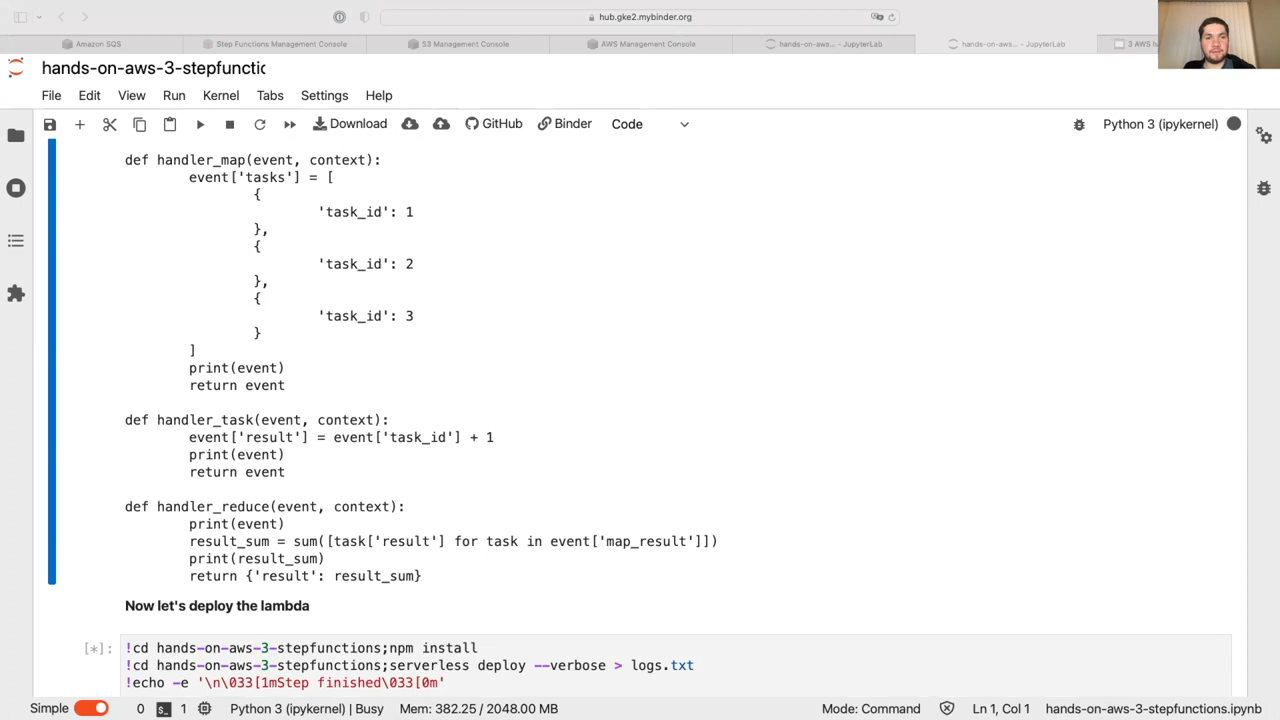 hub.gke2.mybinder.org
Amazon SQS
Step Functions Management Console
S3 Management Console
AWS Management Console
hands-on-aws... - JupyterLab
hands-on-aws... - JupyterLab
3 AWS h
hands-on-aws-3-stepfunctic
File Edit View Run Kernel Tabs Settings Help
Download GitHub Binder Code Python 3 (ipykernel)
def handler_map(event, context):
event['tasks'] = [
{
'task_id': 1
},
{
'task_id': 2
},
{
'task_id': 3
}
]
print(event)
return event
def handler_task(event, context):
event['result'] = event['task_id'] + 1
print(event)
return event
def handler_reduce(event, context):
print(event)
result_sum = sum([task['result'] for task in event['map_result']])
print(result_sum)
return {'result': result_sum}
Now let's deploy the lambda
[*]: !cd hands-on-aws-3-stepfunctions;npm install
!cd hands-on-aws-3-stepfunctions;serverless deploy --verbose > logs.txt
!echo -e '\n\033[1mStep finished\033[0m'
Simple 0 1 Python 3 (ipykernel) | Busy Mem: 382.25 / 2048.00 MB Mode: Command Ln 1, Col 1 hands-on-aws-3-stepfunctions.ipynb